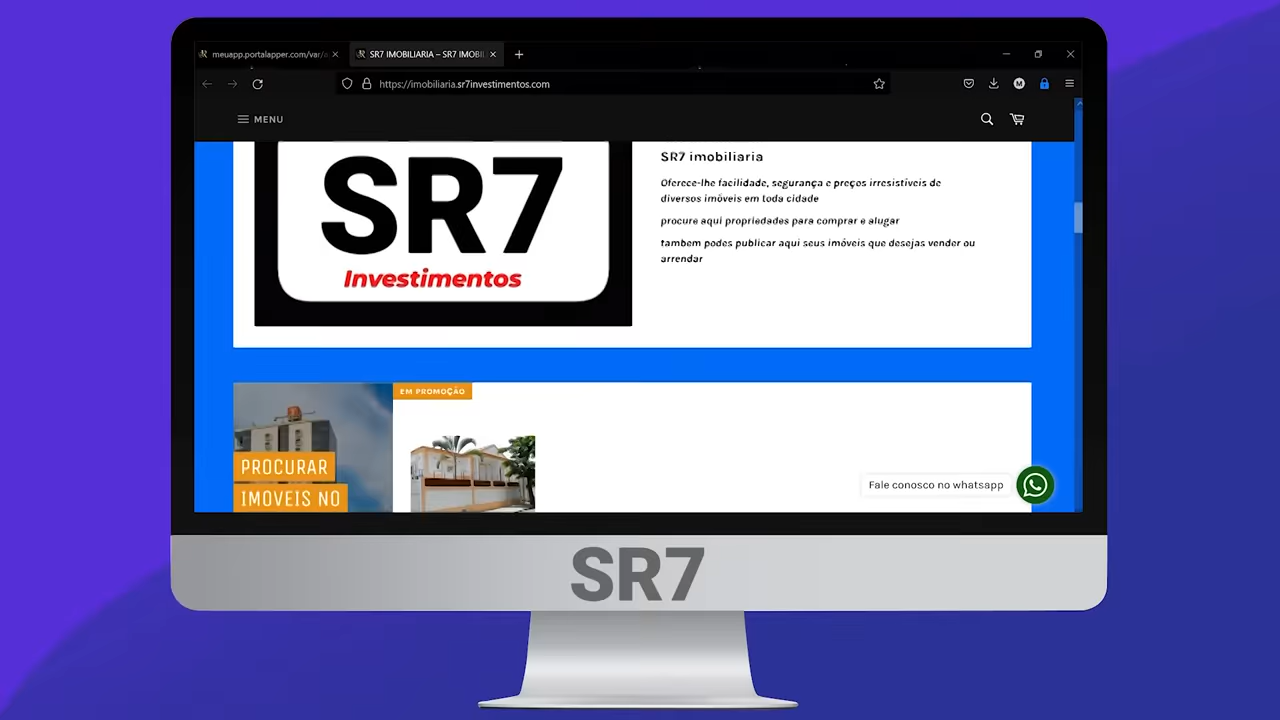 meuapp.portalapper.com/var/
SR7 IMOBILIARIA – SR7 IMOBIL
https://imobiliaria.sr7investimentos.com
M
MENU
SR7
Investimentos
SR7 imobiliaria
Oferece-lhe facilidade, segurança e preços irresistiveis de
diversos imóveis em toda cidade
procure aqui propriedades para comprar e alugar
tambem podes publicar aqui seus imóveis que desejas vender ou
arrendar
EM PROMOÇÃO
PROCURAR
IMOVEIS NO
Fale conosco no whatsapp
SR7